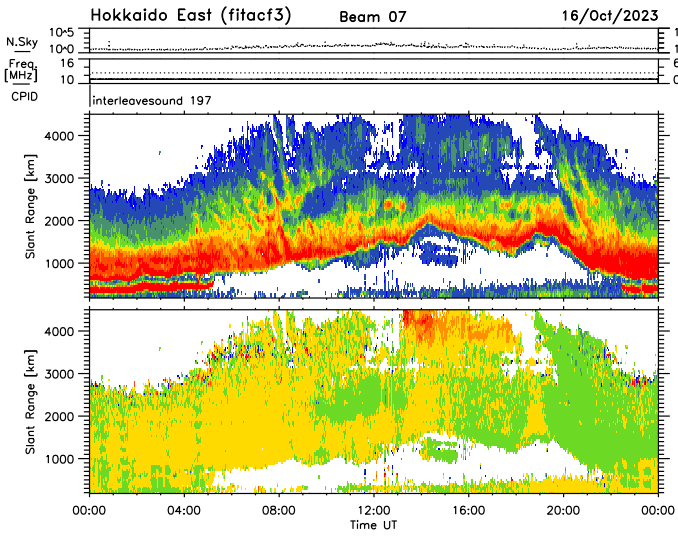 Hokkaido East (fitacf3) Beam 07 16/Oct/2023
N.Sky 10^5 10^0 1 1
Freq. [MHz] 16 10 6 0
CPID interleavesound 197
Slant Range [km] 4000 3000 2000 1000
Slant Range [km] 4000 3000 2000 1000
00:00 04:00 08:00 12:00 16:00 20:00 00:00
Time UT